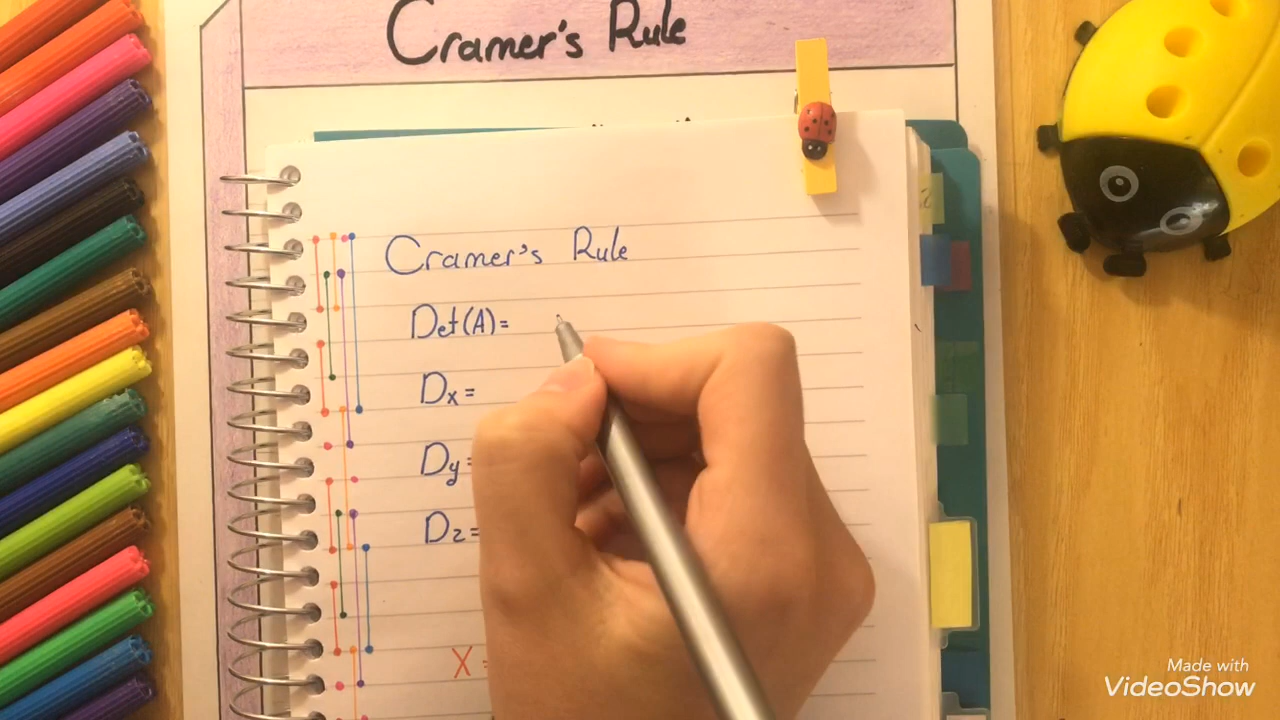 Cramer's Rule
Cramer's Rule
Det(A)=
Dx=
Dy=
Dz=
X=
Made with
VideoShow